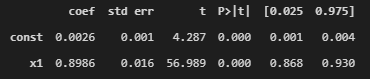 coef std err t P>|t| [0.025 0.975]
const 0.0026 0.001 4.287 0.000 0.001 0.004
x1 0.8986 0.016 56.989 0.000 0.868 0.930